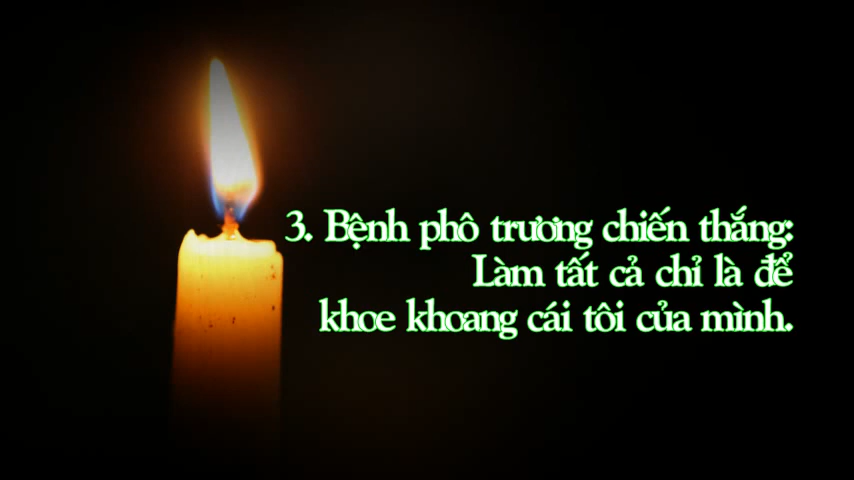 3. Bệnh phô trương chiến thắng:
Làm tất cả chỉ là để
khoe khoang cái tôi của mình.